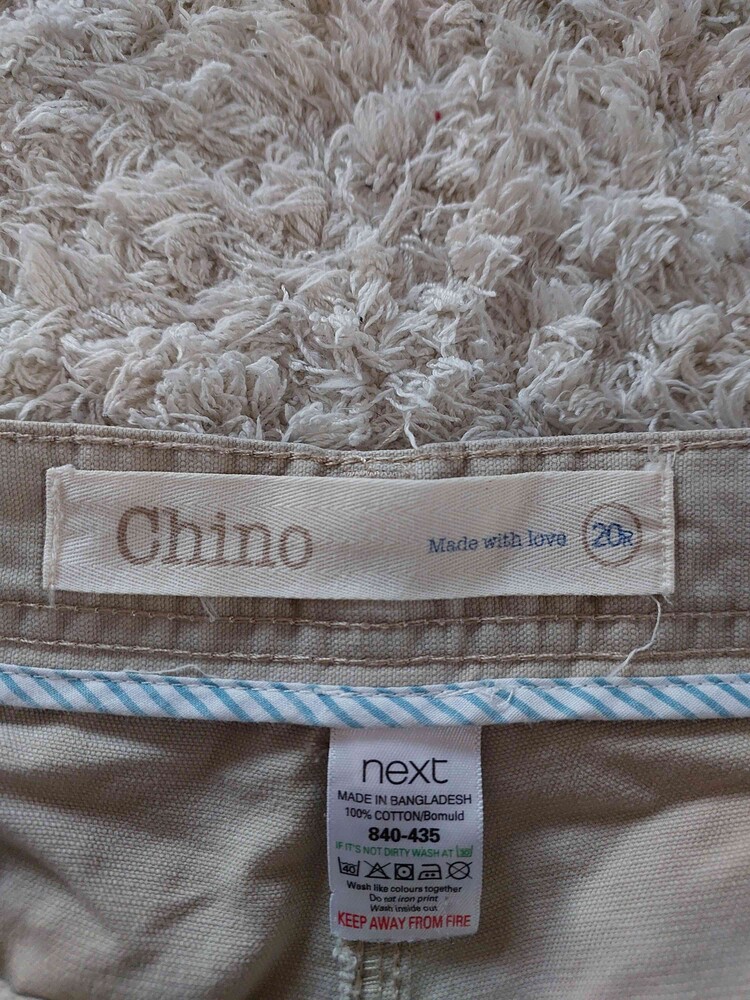 Chino Made with love 20R
next
MADE IN BANGLADESH
100% COTTON/Bomuld
840-435
IF IT'S NOT DIRTY WASH AT 30
40
Wash like colours together
Do not iron print
Wash inside out
KEEP AWAY FROM FIRE